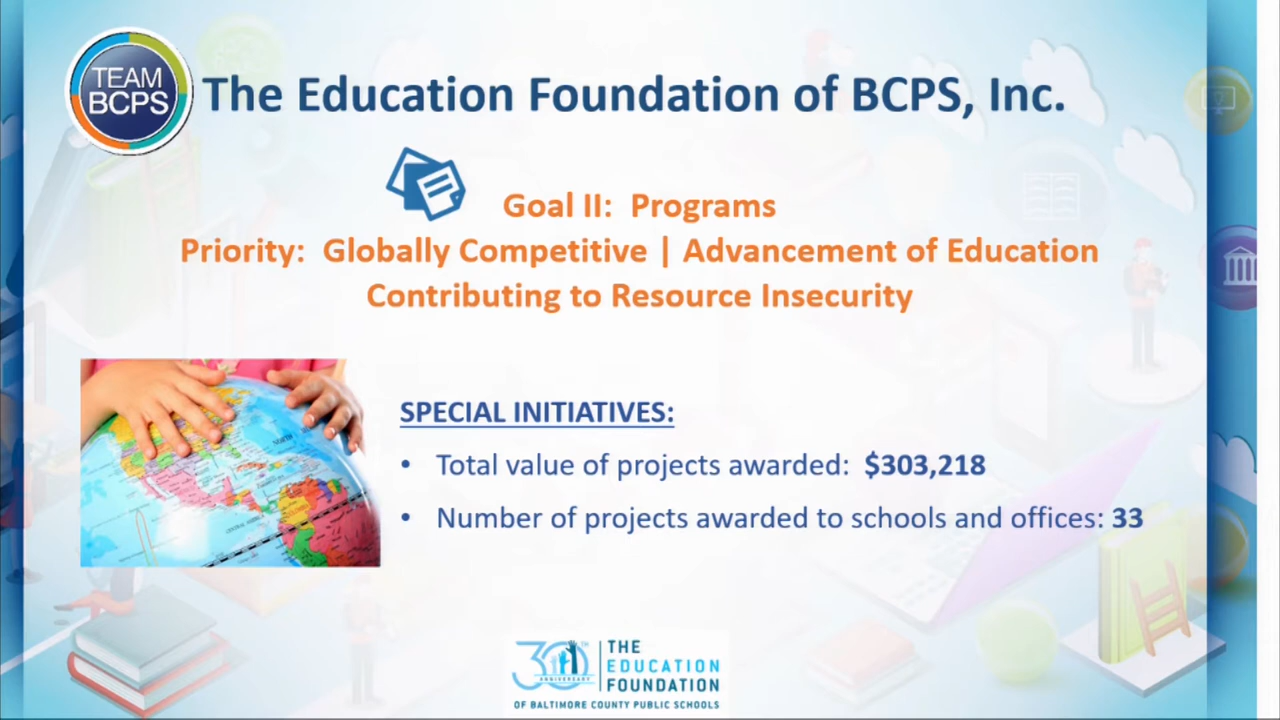 TEAM
BCPS
The Education Foundation of BCPS, Inc.
Goal II: Programs
Priority: Globally Competitive | Advancement of Education
Contributing to Resource Insecurity
SPECIAL INITIATIVES:
• Total value of projects awarded: $303,218
• Number of projects awarded to schools and offices: 33
30TH
ANNIVERSARY
THE
EDUCATION
FOUNDATION
OF BALTIMORE COUNTY PUBLIC SCHOOLS